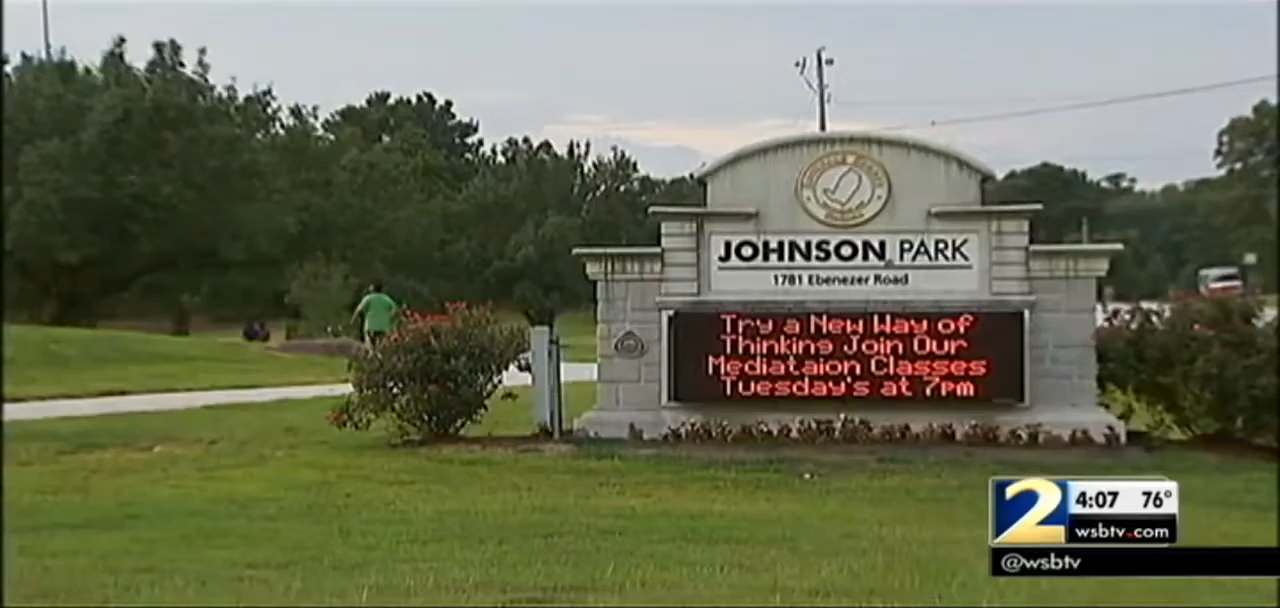 JOHNSON PARK
1781 Ebenezer Road
Try a New Way of
Thinking Join Our
Mediataion Classes
Tuesday's at 7pm
2 4:07 76°
wsbtv.com
@wsbtv